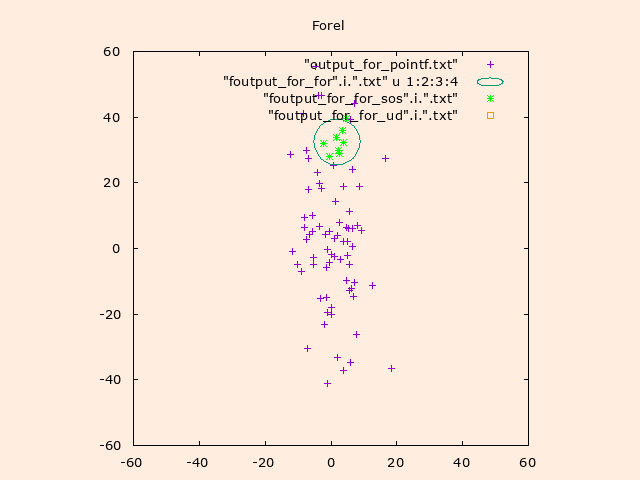 Forel
"output_for_pointf.txt"
"foutput_for_for".i.".txt" u 1:2:3:4
"foutput_for_for_sos".i.".txt"
"foutput_for_for_ud".i.".txt"
60
40
20
0
-20
-40
-60
-60 -40 -20 0 20 40 60